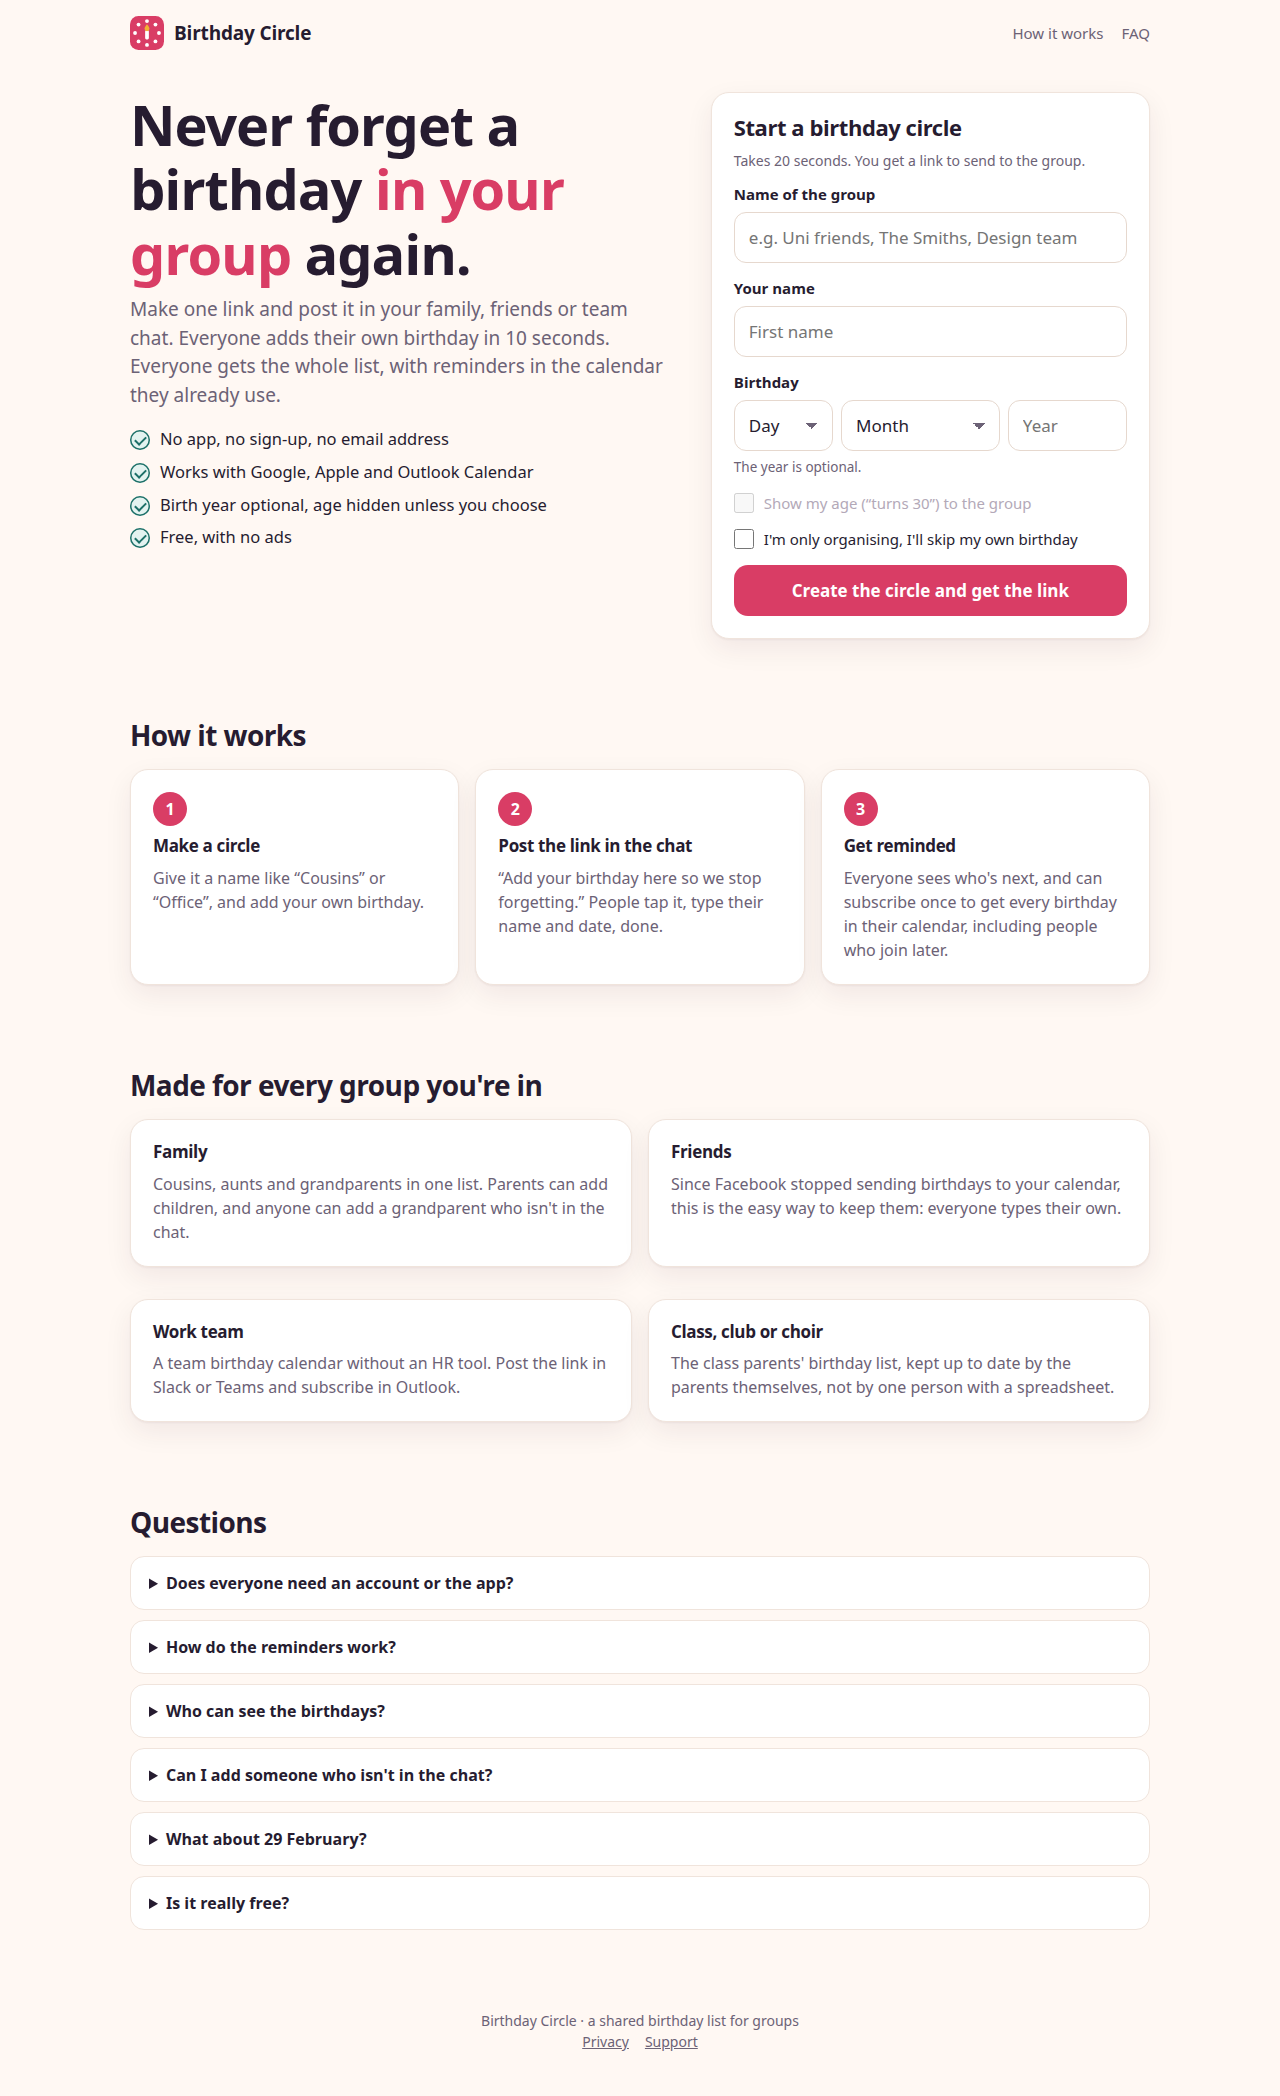 Birthday Circle
How it works
FAQ
Never forget a
birthday in your
group again.
Make one link and post it in your family, friends or team
chat. Everyone adds their own birthday in 10 seconds.
Everyone gets the whole list, with reminders in the calendar
they already use.
No app, no sign-up, no email address
Works with Google, Apple and Outlook Calendar
Birth year optional, age hidden unless you choose
Free, with no ads
Start a birthday circle
Takes 20 seconds. You get a link to send to the group.
Name of the group
e.g. Uni friends, The Smiths, Design team
Your name
First name
Birthday
Day
Month
Year
The year is optional.
Show my age (“turns 30”) to the group
I'm only organising, I'll skip my own birthday
Create the circle and get the link
How it works
1
Make a circle
Give it a name like “Cousins” or
“Office”, and add your own birthday.
2
Post the link in the chat
“Add your birthday here so we stop
forgetting.” People tap it, type their
name and date, done.
3
Get reminded
Everyone sees who's next, and can
subscribe once to get every birthday
in their calendar, including people
who join later.
Made for every group you're in
Family
Cousins, aunts and grandparents in one list. Parents can add
children, and anyone can add a grandparent who isn't in the
chat.
Friends
Since Facebook stopped sending birthdays to your calendar,
this is the easy way to keep them: everyone types their own.
Work team
A team birthday calendar without an HR tool. Post the link in
Slack or Teams and subscribe in Outlook.
Class, club or choir
The class parents' birthday list, kept up to date by the
parents themselves, not by one person with a spreadsheet.
Questions
Does everyone need an account or the app?
How do the reminders work?
Who can see the birthdays?
Can I add someone who isn't in the chat?
What about 29 February?
Is it really free?
Birthday Circle · a shared birthday list for groups
Privacy Support